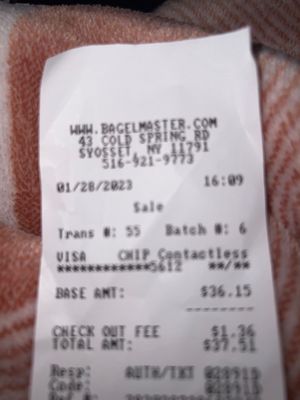 WWW.BAGELMASTER.COM
43 COLD SPRING RD
SYOSSET, NY 11791
516-921-9773
01/28/2023 16:09
Sale
Trans #: 55 Batch #: 6
VISA CHIP Contactless
************5612 **/**
BASE AMT: $36.15
--------
CHECK OUT FEE $1.36
TOTAL AMT: $37.51
Resp: AUTH/TKT
Code: